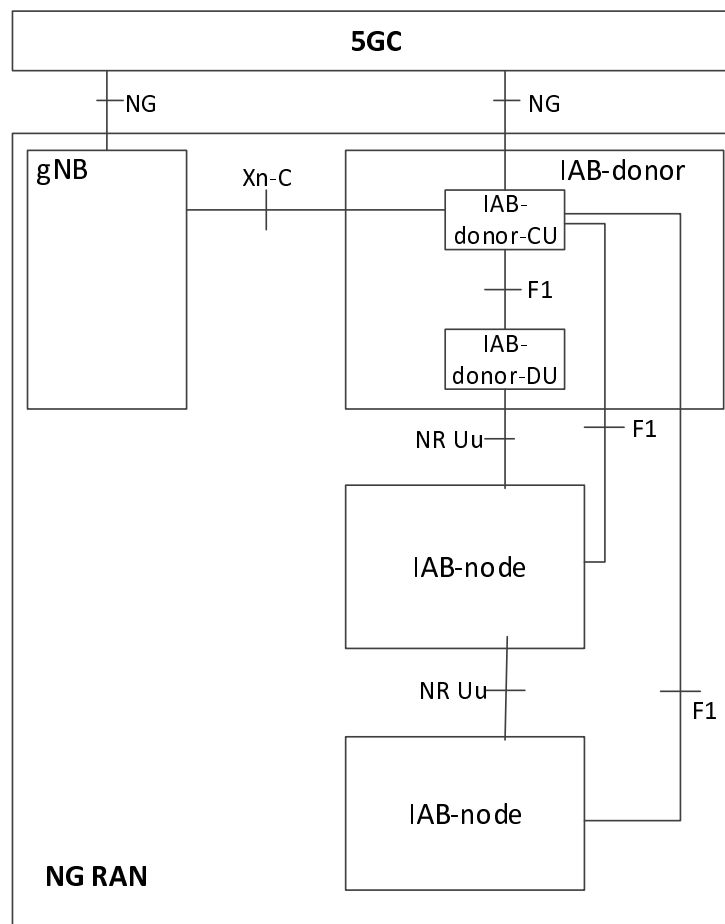 5GC
NG
NG
gNB
Xn-C
IAB-donor
IAB-
donor-CU
F1
IAB-
donor-DU
NR Uu
F1
IAB-node
NR Uu
F1
IAB-node
NG RAN